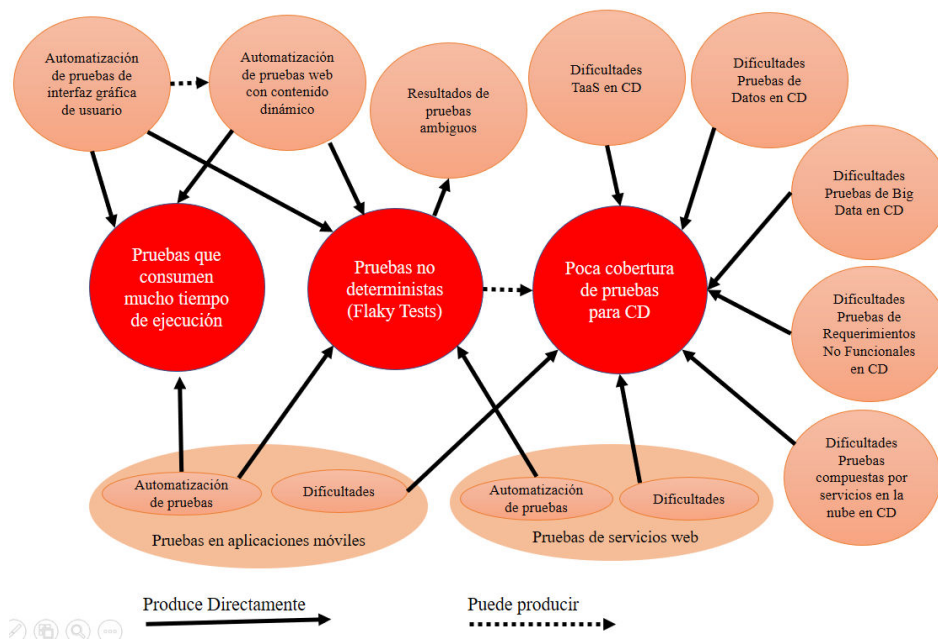 Automatización
de pruebas de
interfaz gráfica
de usuario
Automatización
de pruebas web
con contenido
dinámico
Resultados de
pruebas
ambiguos
Dificultades
TaaS en CD
Dificultades
Pruebas de
Datos en CD
Dificultades
Pruebas de Big
Data en CD
Pruebas que
consumen
mucho tiempo
de ejecución
Pruebas no
deterministas
(Flaky Tests)
Poca cobertura
de pruebas
para CD
Dificultades
Pruebas de
Requerimientos
No Funcionales
en CD
Dificultades
Pruebas
compuestas por
servicios en la
nube en CD
Automatización
de pruebas
Dificultades
Pruebas en aplicaciones móviles
Automatización
de pruebas
Dificultades
Pruebas de servicios web
Produce Directamente
Puede producir